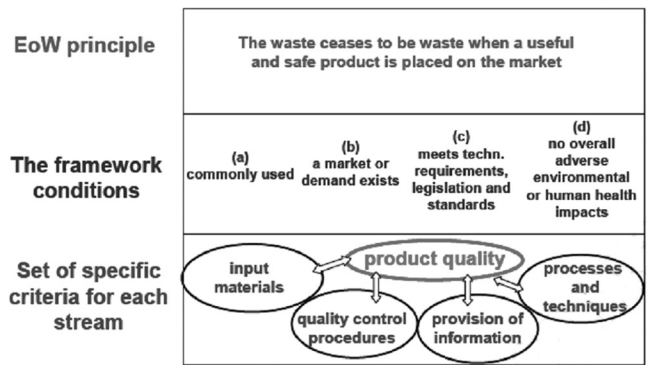 EoW principle
The waste ceases to be waste when a useful
and safe product is placed on the market
The framework
conditions
(a)
commonly used
(b)
a market or
demand exists
(c)
meets techn.
requirements,
legislation and
standards
(d)
no overall
adverse
environmental
or human health
impacts
Set of specific
criteria for each
stream
input
materials
product quality
processes
and
techniques
quality control
procedures
provision of
information